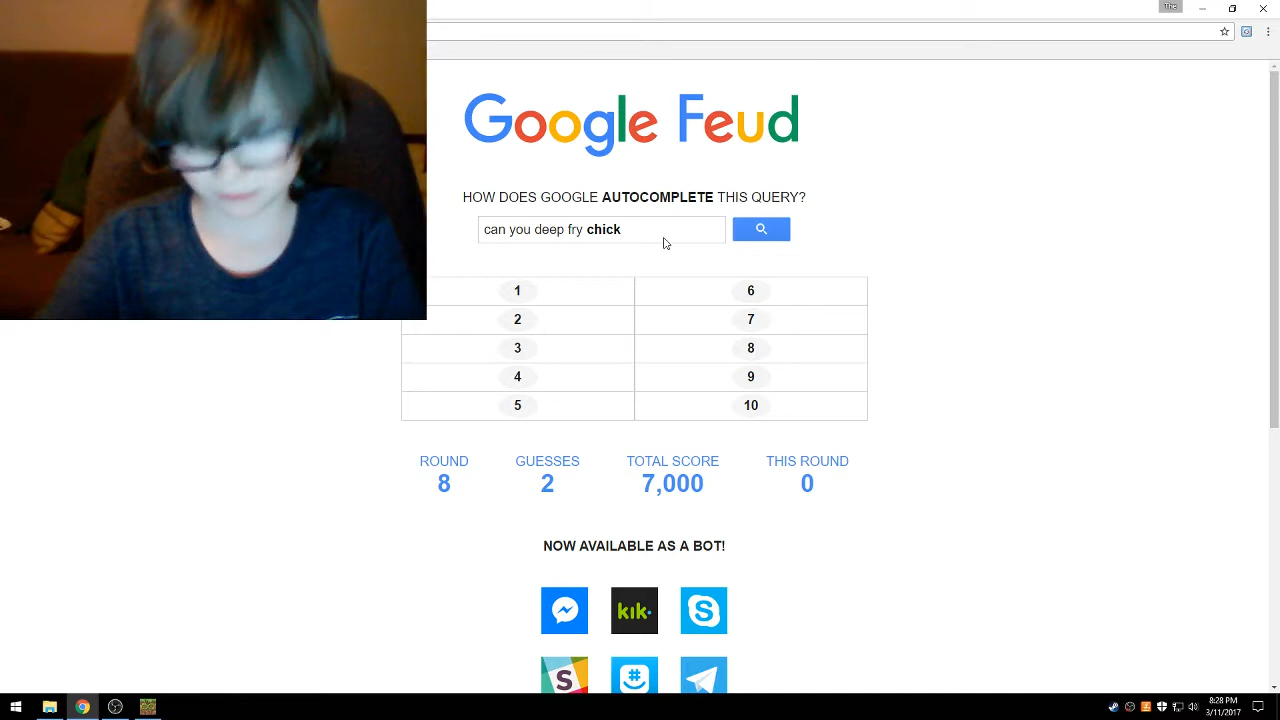 Google Feud
HOW DOES GOOGLE AUTOCOMPLETE THIS QUERY?
can you deep fry chick
1 6
2 7
3 8
4 9
5 10
ROUND GUESSES TOTAL SCORE THIS ROUND
8 2 7,000 0
NOW AVAILABLE AS A BOT!
kik
S #
8:28 PM
3/11/2017